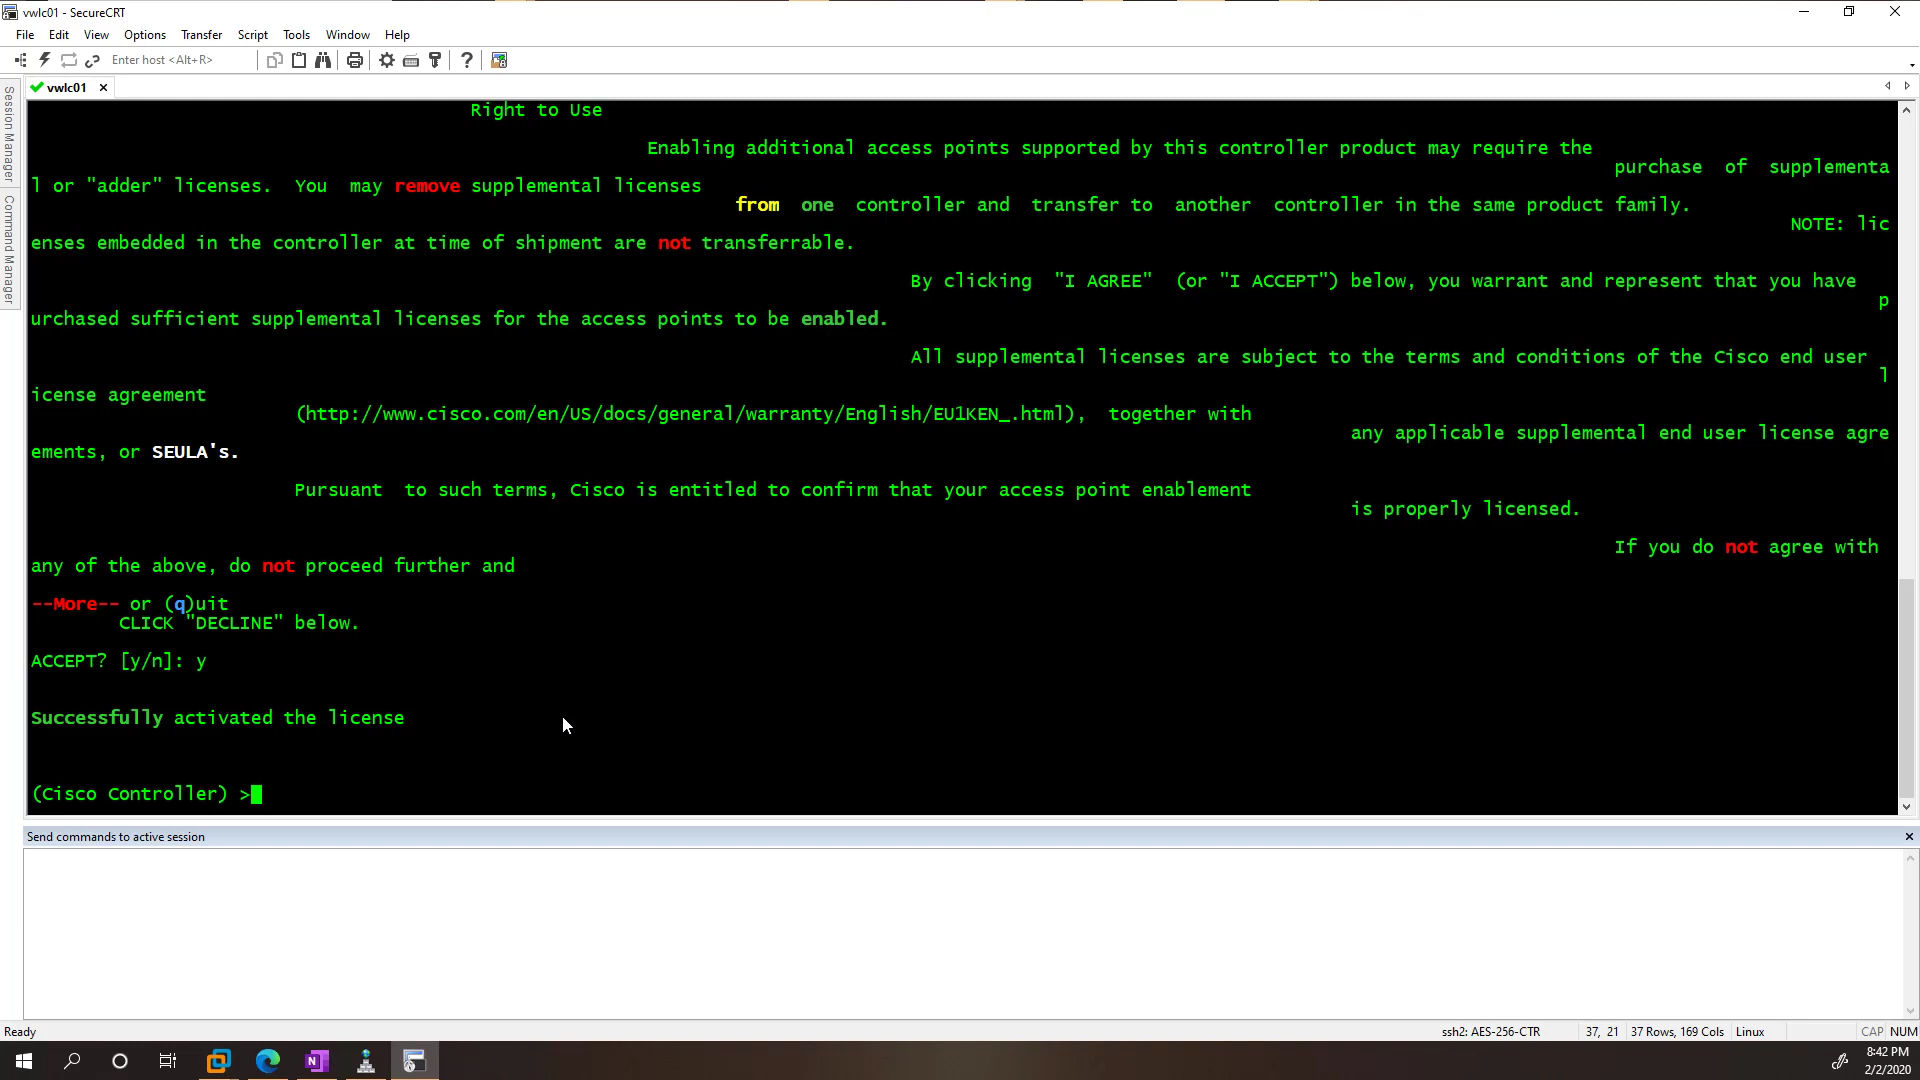 vwlc01 - SecureCRT
File Edit View Options Transfer Script Tools Window Help
Enter host <Alt+R>
vwlc01
Session Manager
Command Manager
Right to Use
Enabling additional access points supported by this controller product may require the
purchase of supplementa
l or "adder" licenses. You may remove supplemental licenses
from one controller and transfer to another controller in the same product family.
NOTE: lic
enses embedded in the controller at time of shipment are not transferrable.
By clicking "I AGREE" (or "I ACCEPT") below, you warrant and represent that you have
p
urchased sufficient supplemental licenses for the access points to be enabled.
All supplemental licenses are subject to the terms and conditions of the Cisco end user
l
icense agreement
(http://www.cisco.com/en/US/docs/general/warranty/English/EU1KEN_.html), together with
any applicable supplemental end user license agre
ements, or SEULA's.
Pursuant to such terms, Cisco is entitled to confirm that your access point enablement
is properly licensed.
If you do not agree with
any of the above, do not proceed further and
--More-- or (q)uit
CLICK "DECLINE" below.
ACCEPT? [y/n]: y
Successfully activated the license
(Cisco Controller) >
Send commands to active session
Ready
ssh2: AES-256-CTR 37, 21 37 Rows, 169 Cols Linux CAP NUM
8:42 PM
2/2/2020